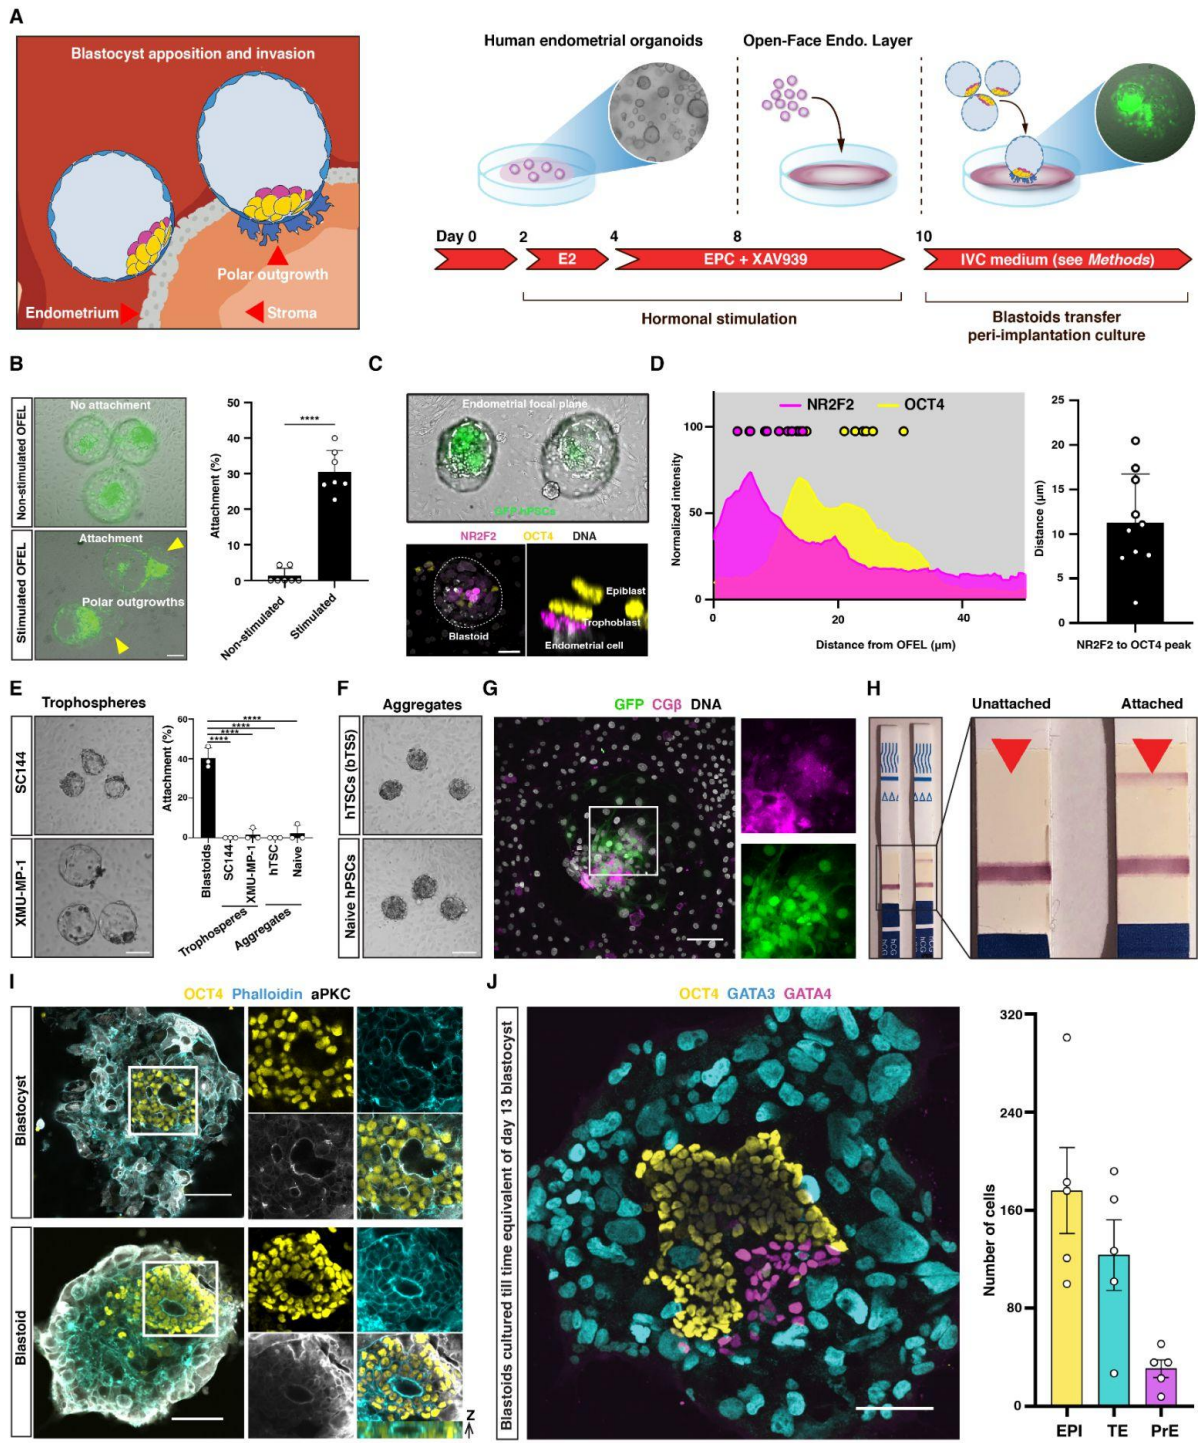 A
Blastocyst apposition and invasion
Polar outgrowth
Endometrium
Stroma
Human endometrial organoids
Open-Face Endo. Layer
Day 0
2
4
8
10
E2
EPC + XAV939
IVC medium (see Methods)
Hormonal stimulation
Blastoids transfer
peri-implantation culture
B
Non-stimulated OFEL
No attachment
Stimulated OFEL
Attachment
Polar outgrowths
Attachment (%)
50
40
30
20
10
0
****
Non-stimulated
Stimulated
C
Endometrial focal plane
GFP hPSCs
NR2F2 OCT4 DNA
Blastoid
Epiblast
Trophoblast
Endometrial cell
D
NR2F2 OCT4
Normalized intensity
100
50
0
0 20 40
Distance from OFEL (µm)
Distance (µm)
25
20
15
10
5
0
NR2F2 to OCT4 peak
E
Trophospheres
SC144
XMU-MP-1
Attachment (%)
60
40
20
0
****
****
****
****
Blastoids
SC144
XMU-MP-1
hTSC
Naive
Trophosperes
Aggregates
F
Aggregates
hTSCs (bTS5)
Naive hPSCs
G
GFP CGβ DNA
H
Unattached
Attached
hCG
hCG
I
OCT4 Phalloidin aPKC
Blastocyst
Blastoid
Z
J
OCT4 GATA3 GATA4
Blastoids cultured till time equivalent of day 13 blastocyst
Number of cells
320
240
160
80
0
EPI TE PrE